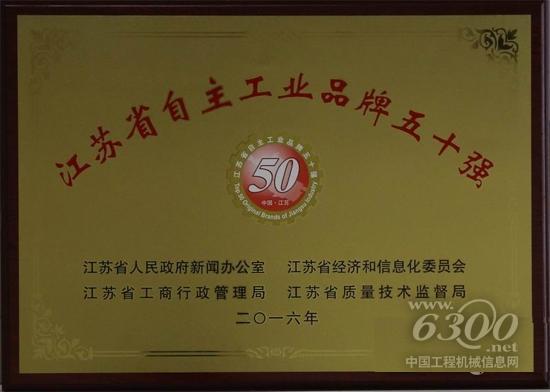 江苏省自主工业品牌五十强
江苏省自主工业品牌五十强
50
中国·江苏
Top 50 Original Brands of Jiangsu Industry
江苏省人民政府新闻办公室 江苏省经济和信息化委员会
江苏省工商行政管理局 江苏省质量技术监督局
二〇一六年
www.6300.net
中国工程机械信息网